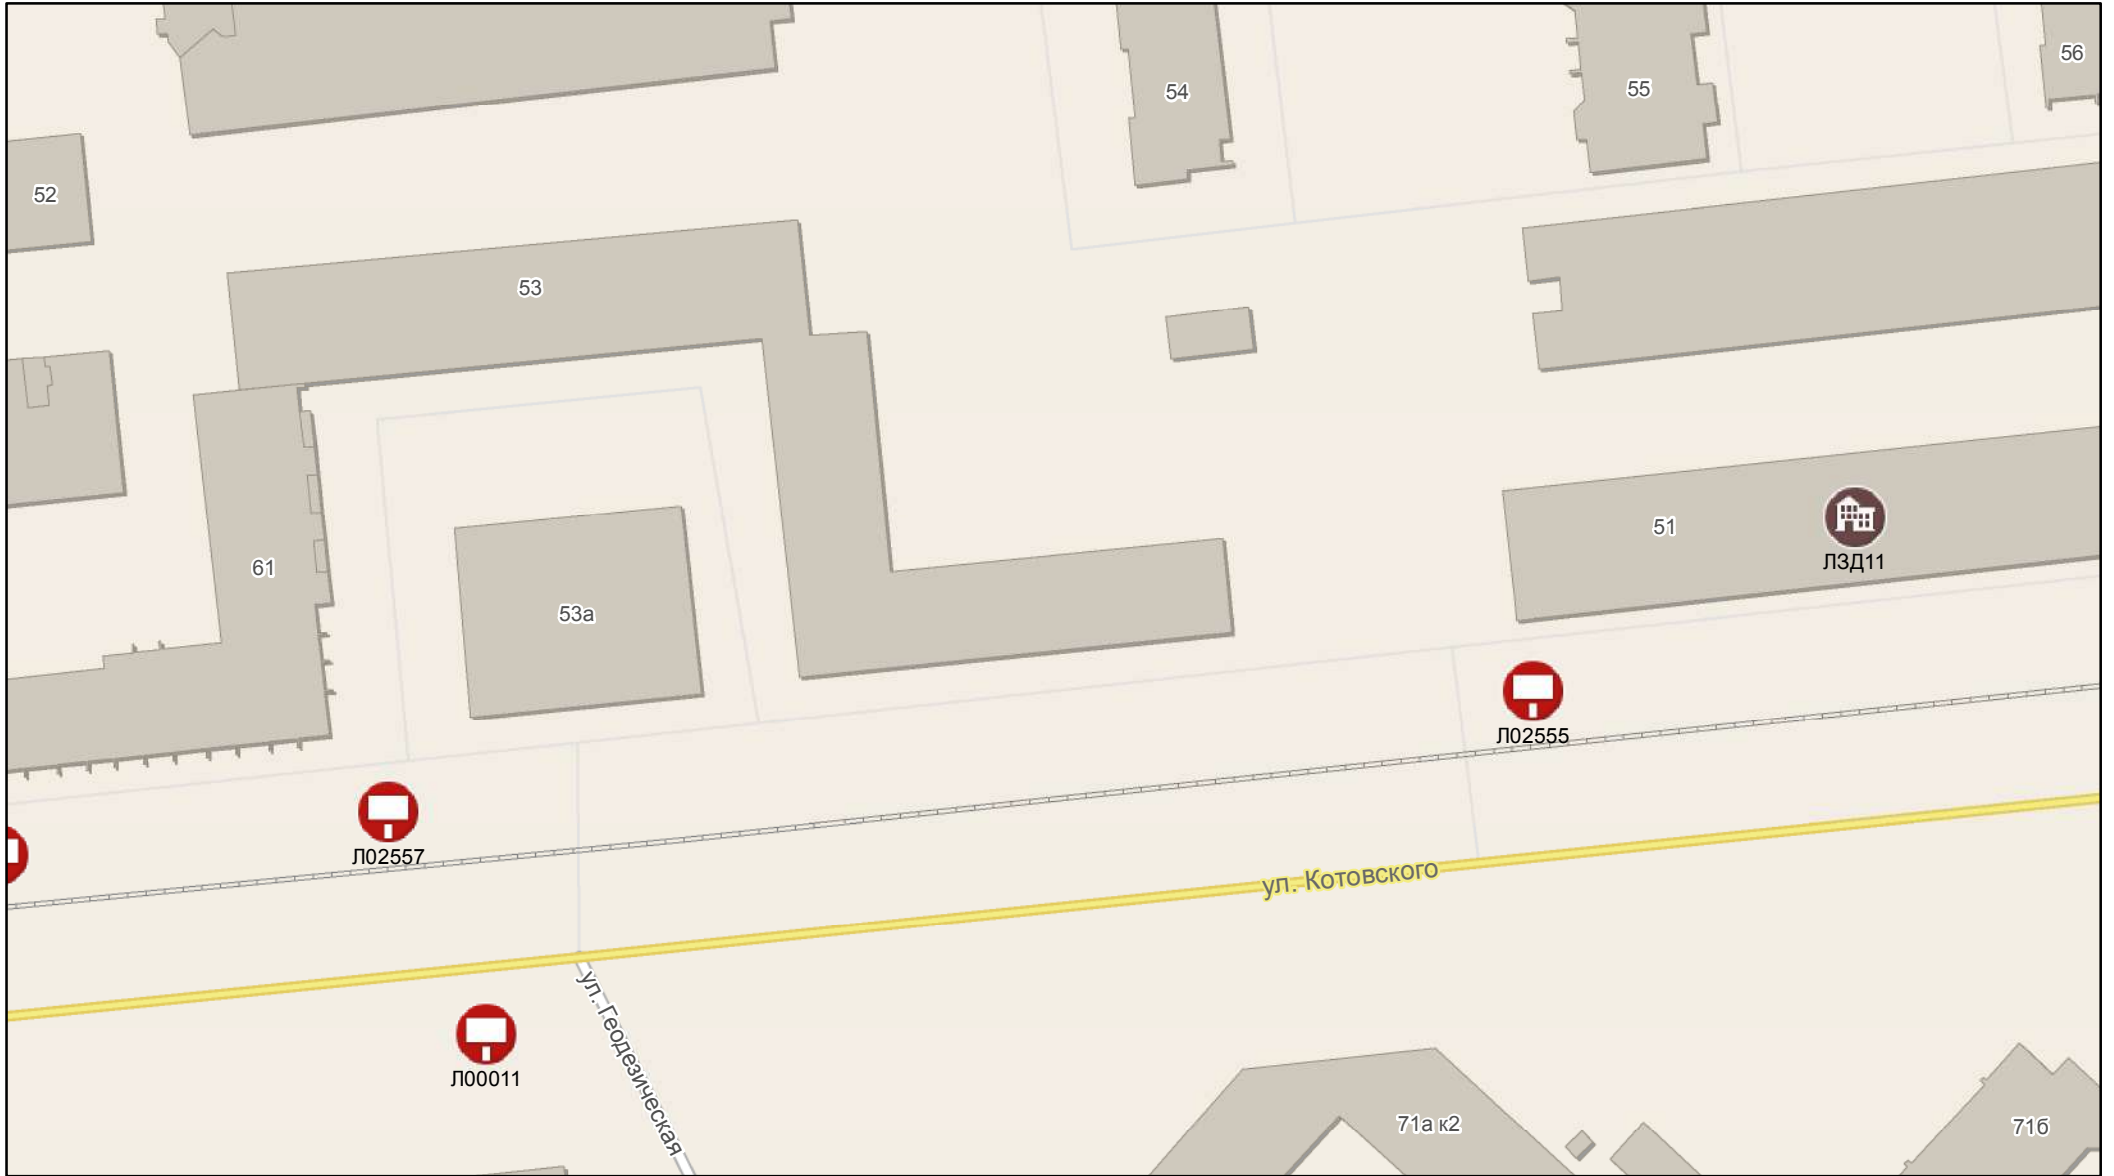 56
55
54
52
53
51
ЛЗД11
61
53а
Л02555
Л02557
ул. Котовского
ул. Геодезическая
Л00011
71а к2
71б